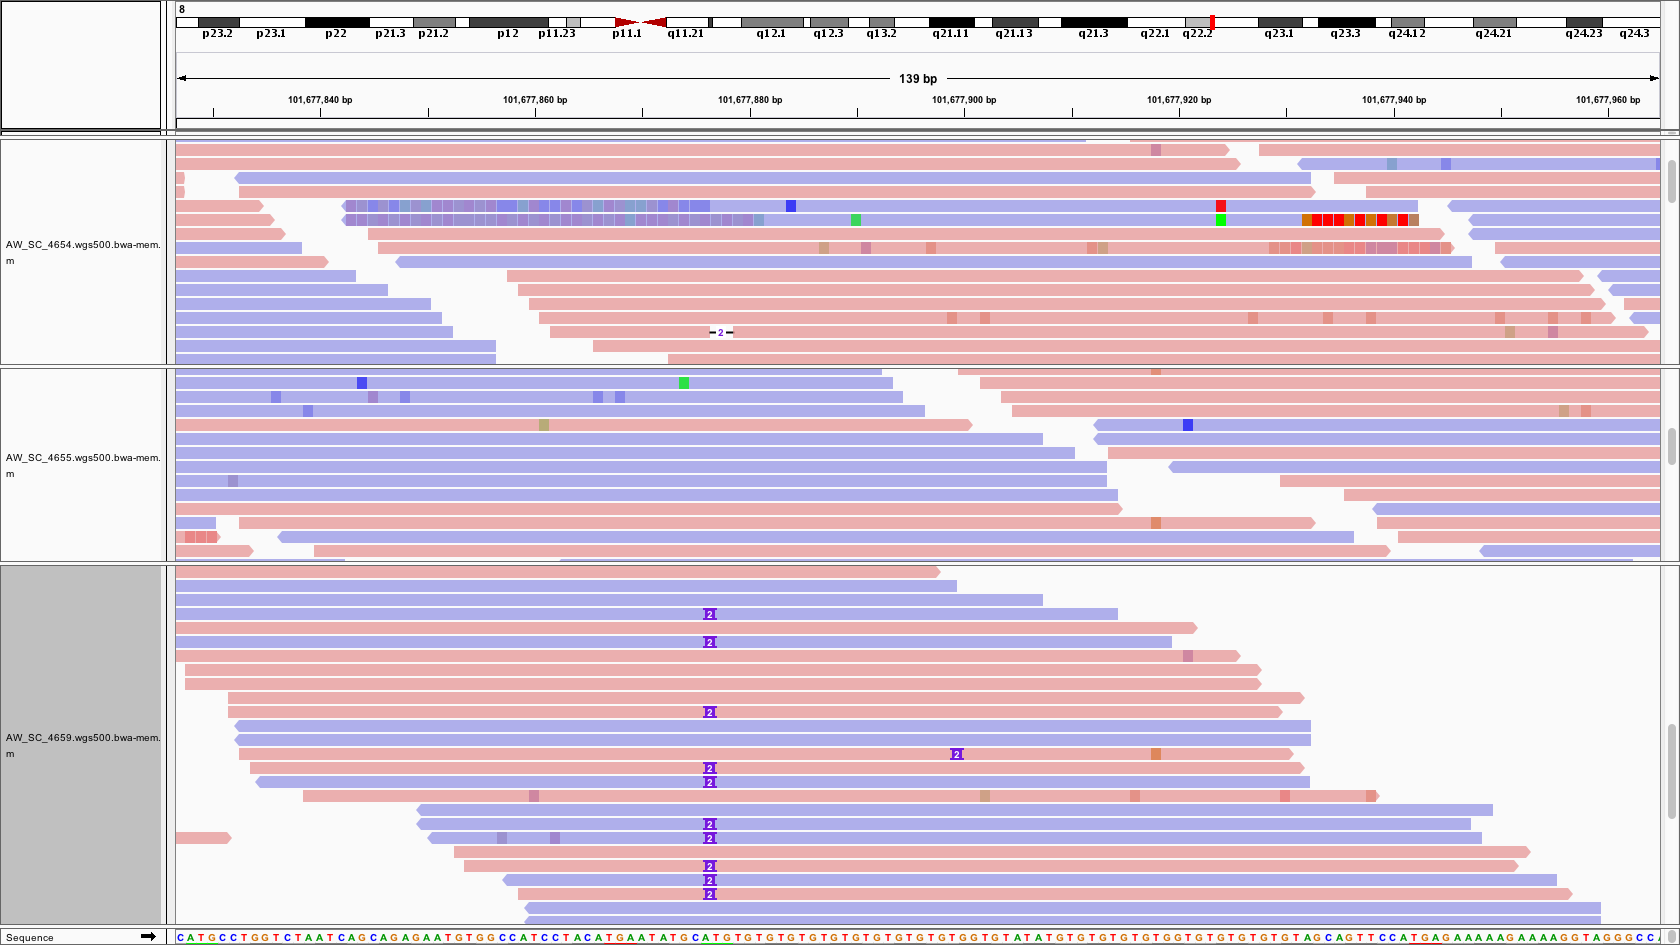 8
p23.2 p23.1 p22 p21.3 p21.2 p12 p11.23 p11.1 q11.21 q12.1 q12.3 q13.2 q21.11 q21.13 q21.3 q22.1 q22.2 q23.1 q23.3 q24.12 q24.21 q24.23 q24.3
139 bp
101,677,840 bp 101,677,860 bp 101,677,880 bp 101,677,900 bp 101,677,920 bp 101,677,940 bp 101,677,960 bp
AW_SC_4654.wgs500.bwa-mem.
m
2
AW_SC_4655.wgs500.bwa-mem.
m
2
2
2
2
2
2
AW_SC_4659.wgs500.bwa-mem.
m
2
2
2
2
2
Sequence CATGCCTGGTCTAATCAGCAGAGAATGTGGCCATCCTACATGAATATGCATGTGTGTGTGTGTGTGTGTGTGTGGTGTATATGTGTGTGTGTGGTGTGTGTGTGTAGCAGTTCCATGAGAAAAAGAAAAGGTAGGGCC